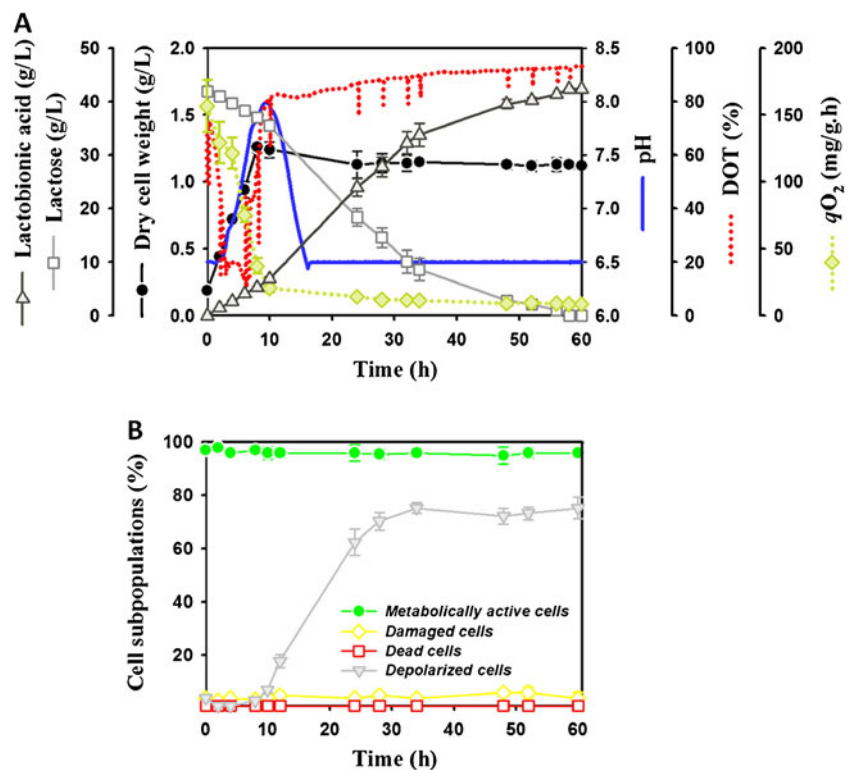 A
Lactobionic acid (g/L)
Lactose (g/L)
Dry cell weight (g/L)
50
40
30
20
10
0
2.0
1.5
1.0
0.5
0.0
8.5
8.0
7.5
7.0
6.5
6.0
pH
100
80
60
40
20
0
DOT (%)
200
160
120
80
40
0
qO2 (mg/g.h)
0 10 20 30 40 50 60
Time (h)
B
Cell subpopulations (%)
100
80
60
40
20
Metabolically active cells
Damaged cells
Dead cells
Depolarized cells
0 10 20 30 40 50 60
Time (h)